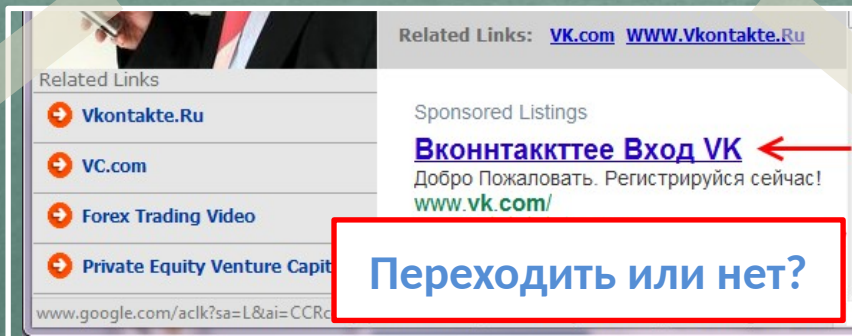 Related Links: VK.com WWW.Vkontakte.Ru
Related Links
Vkontakte.Ru
VC.com
Forex Trading Video
Private Equity Venture Capit
www.google.com/aclk?sa=L&ai=CCRc
Sponsored Listings
Вконнтаккттее Вход VK
Добро Пожаловать. Регистрируйся сейчас!
www.vk.com/
Переходить или нет?